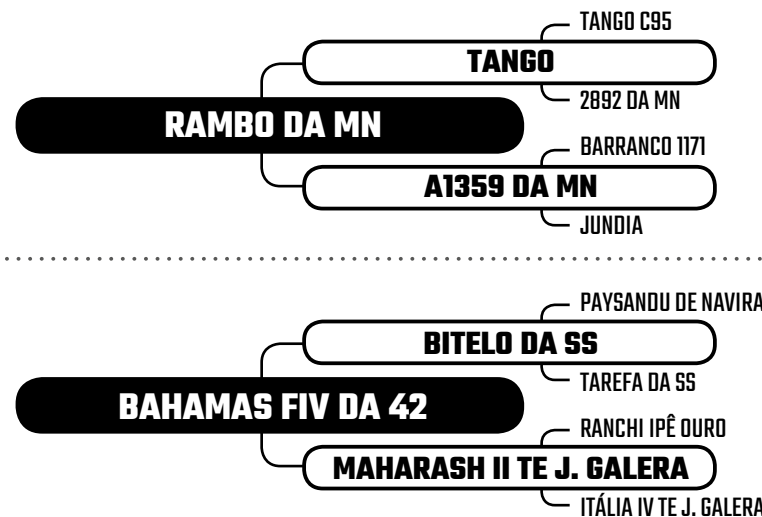 TANGO C95
TANGO
2892 DA MN
RAMBO DA MN
BARRANCO 1171
A1359 DA MN
JUNDIA
PAYSANDU DE NAVIRA
BITELO DA SS
TAREFA DA SS
BAHAMAS FIV DA 42
RANCHI IPÊ OURO
MAHARASH II TE J. GALERA
ITÁLIA IV TE J. GALERA